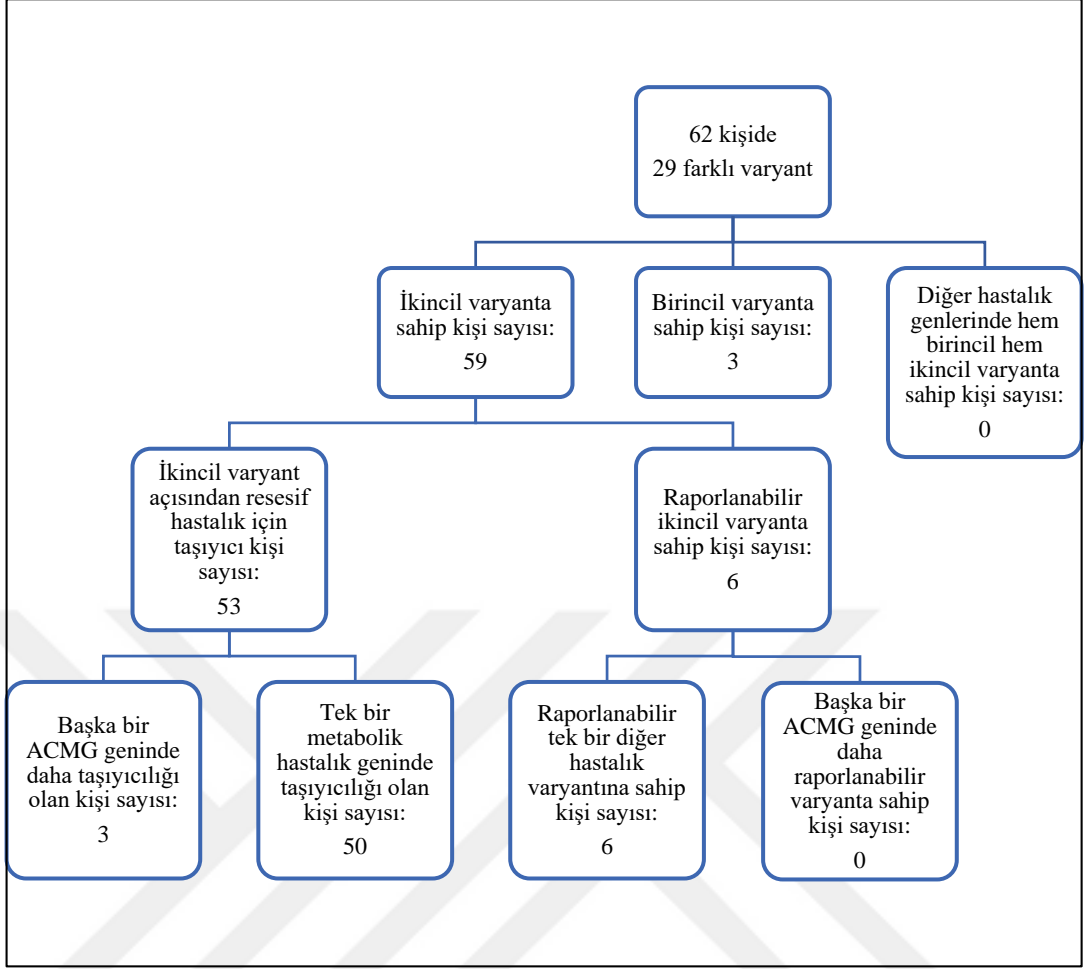 62 kişide
29 farklı varyant
İkincil varyanta
sahip kişi sayısı:
59
Birincil varyanta
sahip kişi sayısı:
3
Diğer hastalık
genlerinde hem
birincil hem
ikincil varyanta
sahip kişi sayısı:
0
İkincil varyant
açısından resesif
hastalık için
taşıyıcı kişi
sayısı:
53
Raporlanabilir
ikincil varyanta
sahip kişi sayısı:
6
Başka bir
ACMG geninde
daha taşıyıcılığı
olan kişi sayısı:
3
Tek bir
metabolik
hastalık geninde
taşıyıcılığı olan
kişi sayısı:
50
Raporlanabilir
tek bir diğer
hastalık
varyantına sahip
kişi sayısı:
6
Başka bir
ACMG geninde
daha
raporlanabilir
varyanta sahip
kişi sayısı:
0